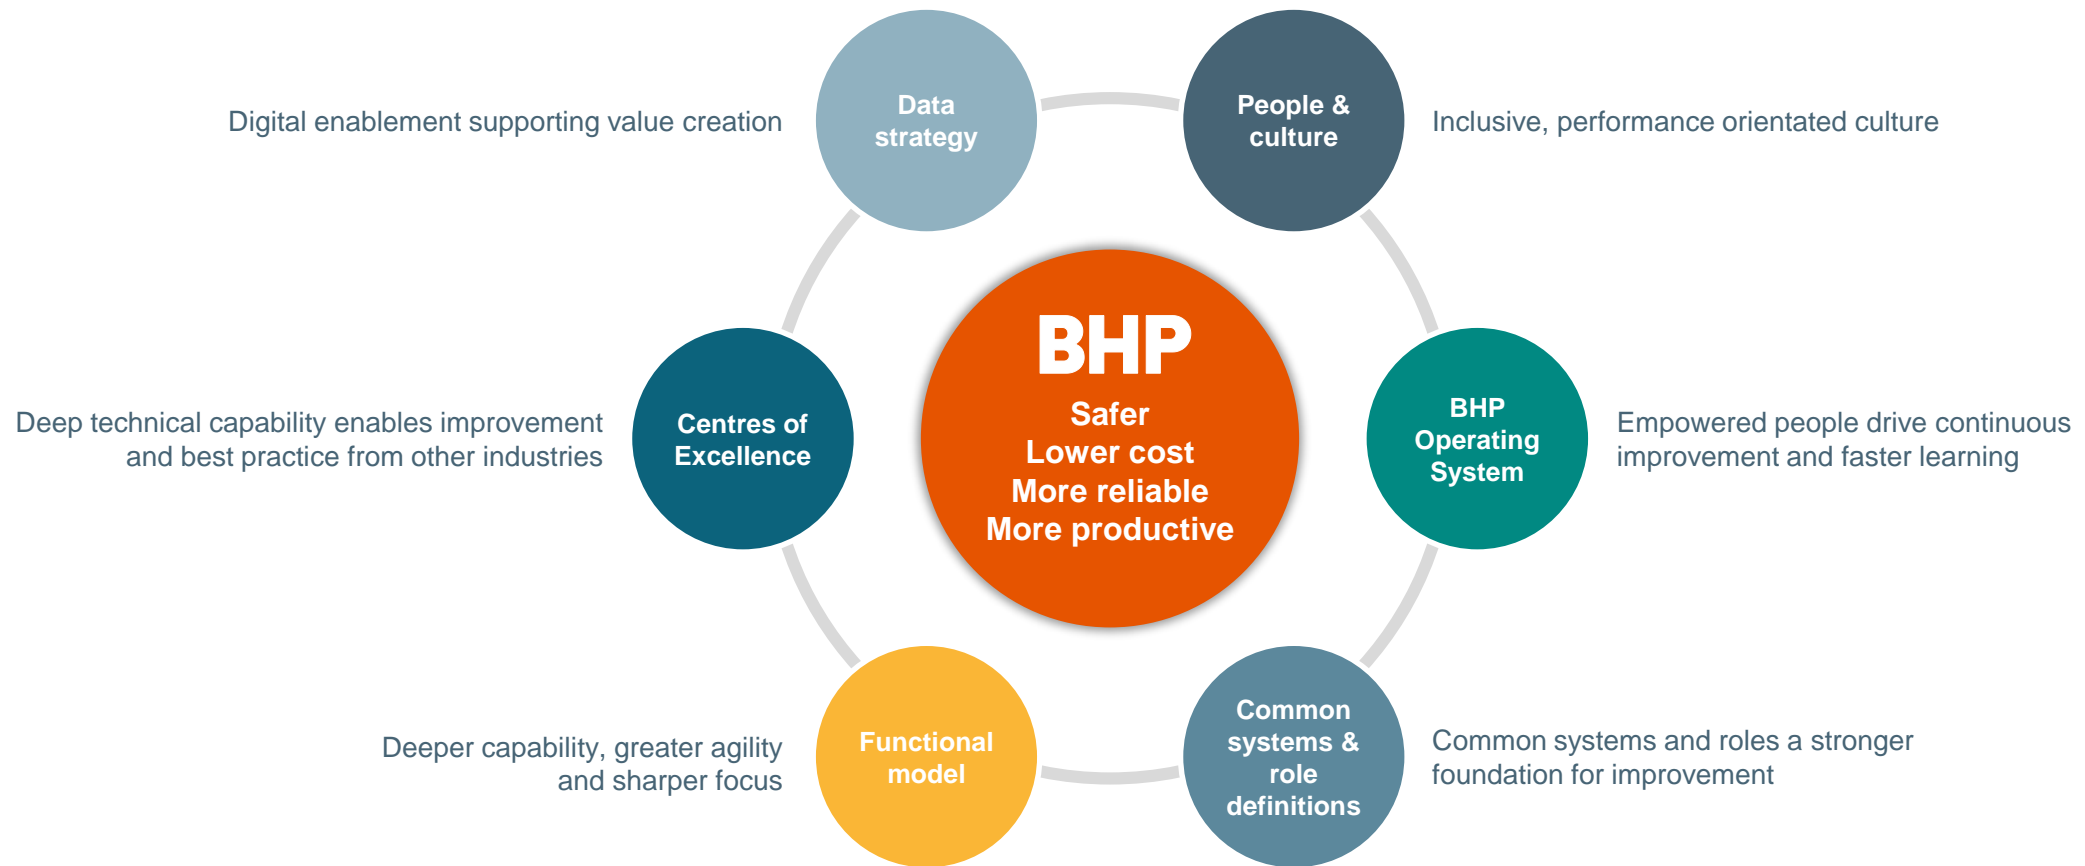 Data
strategy
Digital enablement supporting value creation
People &
culture
Inclusive, performance orientated culture
BHP
Safer
Lower cost
More reliable
More productive
Centres of
Excellence
Deep technical capability enables improvement
and best practice from other industries
BHP
Operating
System
Empowered people drive continuous
improvement and faster learning
Functional
model
Deeper capability, greater agility
and sharper focus
Common
systems &
role
definitions
Common systems and roles a stronger
foundation for improvement